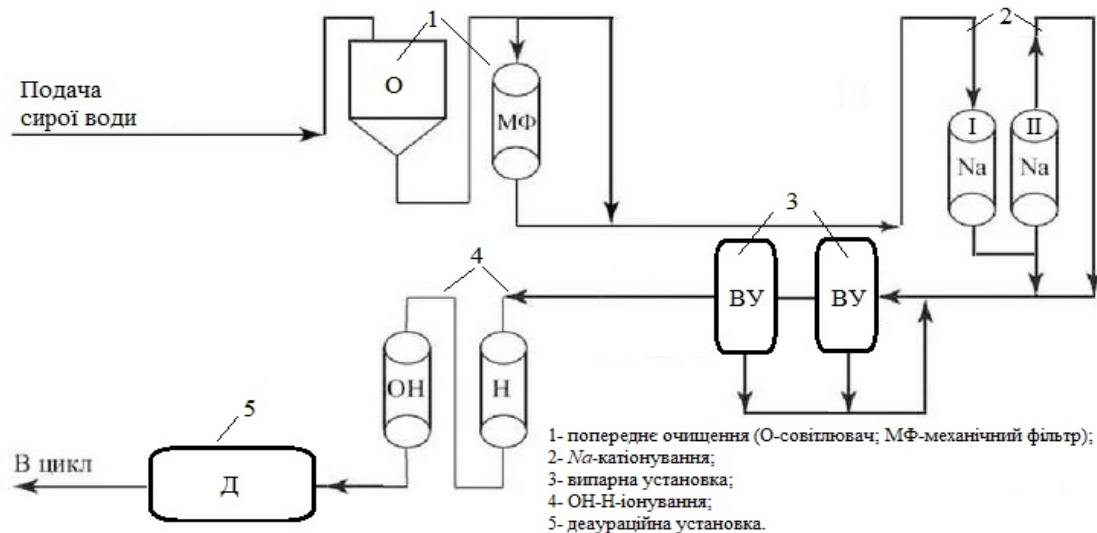 1
2
Подача
сирої води
О
МФ
I
II
Na
Na
3
4
ВУ
ВУ
ОН
Н
5
В цикл
Д
1- попереднє очищення (О-совітлювач; МФ-механічний фільтр);
2- Na-катіонування;
3- випарна установка;
4- ОН-Н-іонування;
5- деаураційна установка.